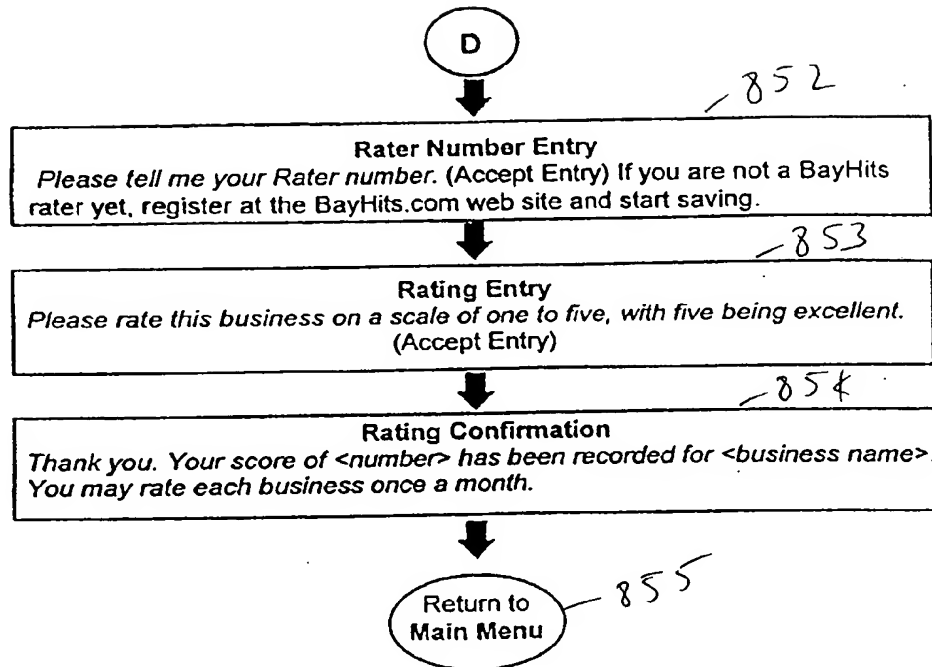 D
852
Rater Number Entry
Please tell me your Rater number. (Accept Entry) If you are not a BayHits
rater yet, register at the BayHits.com web site and start saving.
853
Rating Entry
Please rate this business on a scale of one to five, with five being excellent.
(Accept Entry)
854
Rating Confirmation
Thank you. Your score of <number> has been recorded for <business name>.
You may rate each business once a month.
Return to
Main Menu
855